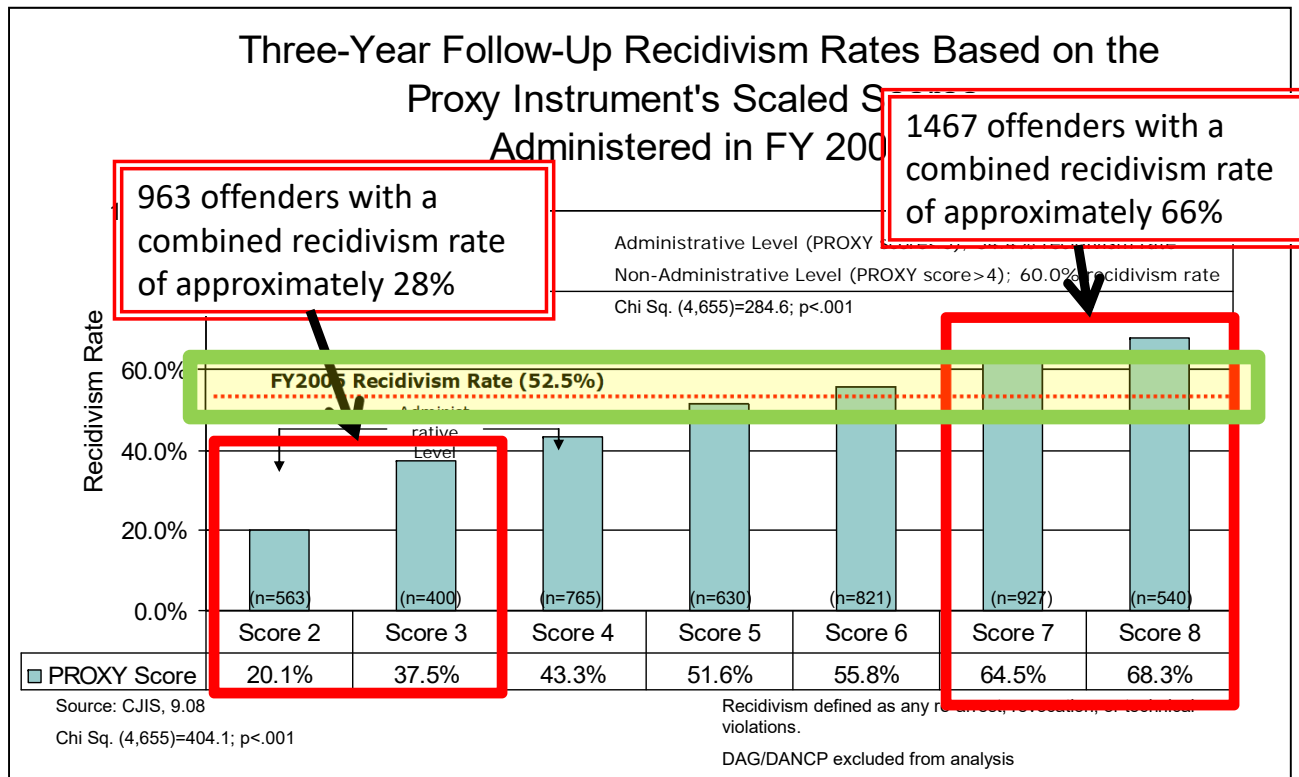 Three-Year Follow-Up Recidivism Rates Based on the
Proxy Instrument's Scaled
Administered in FY
963 offenders with a
combined recidivism rate
of approximately 28%
1467 offenders with a
combined recidivism rate
of approximately 66%
Administrative Level (PROXY
Non-Administrative Level (PROXY score>4); 60.0% recidivism rate
Chi Sq. (4,655)=284.6; p<.001
Recidivism Rate
60.0%
40.0%
20.0%
0.0%
FY2005 Recidivism Rate (52.5%)
Administ
rative
Level
(n=563) (n=400) (n=765) (n=630) (n=821) (n=927) (n=540)
Score 2 Score 3 Score 4 Score 5 Score 6 Score 7 Score 8
PROXY Score 20.1% 37.5% 43.3% 51.6% 55.8% 64.5% 68.3%
Source: CJIS, 9.08
Chi Sq. (4,655)=404.1; p<.001
Recidivism defined as any re-arrest, revocation, or technical
violations.
DAG/DANCP excluded from analysis